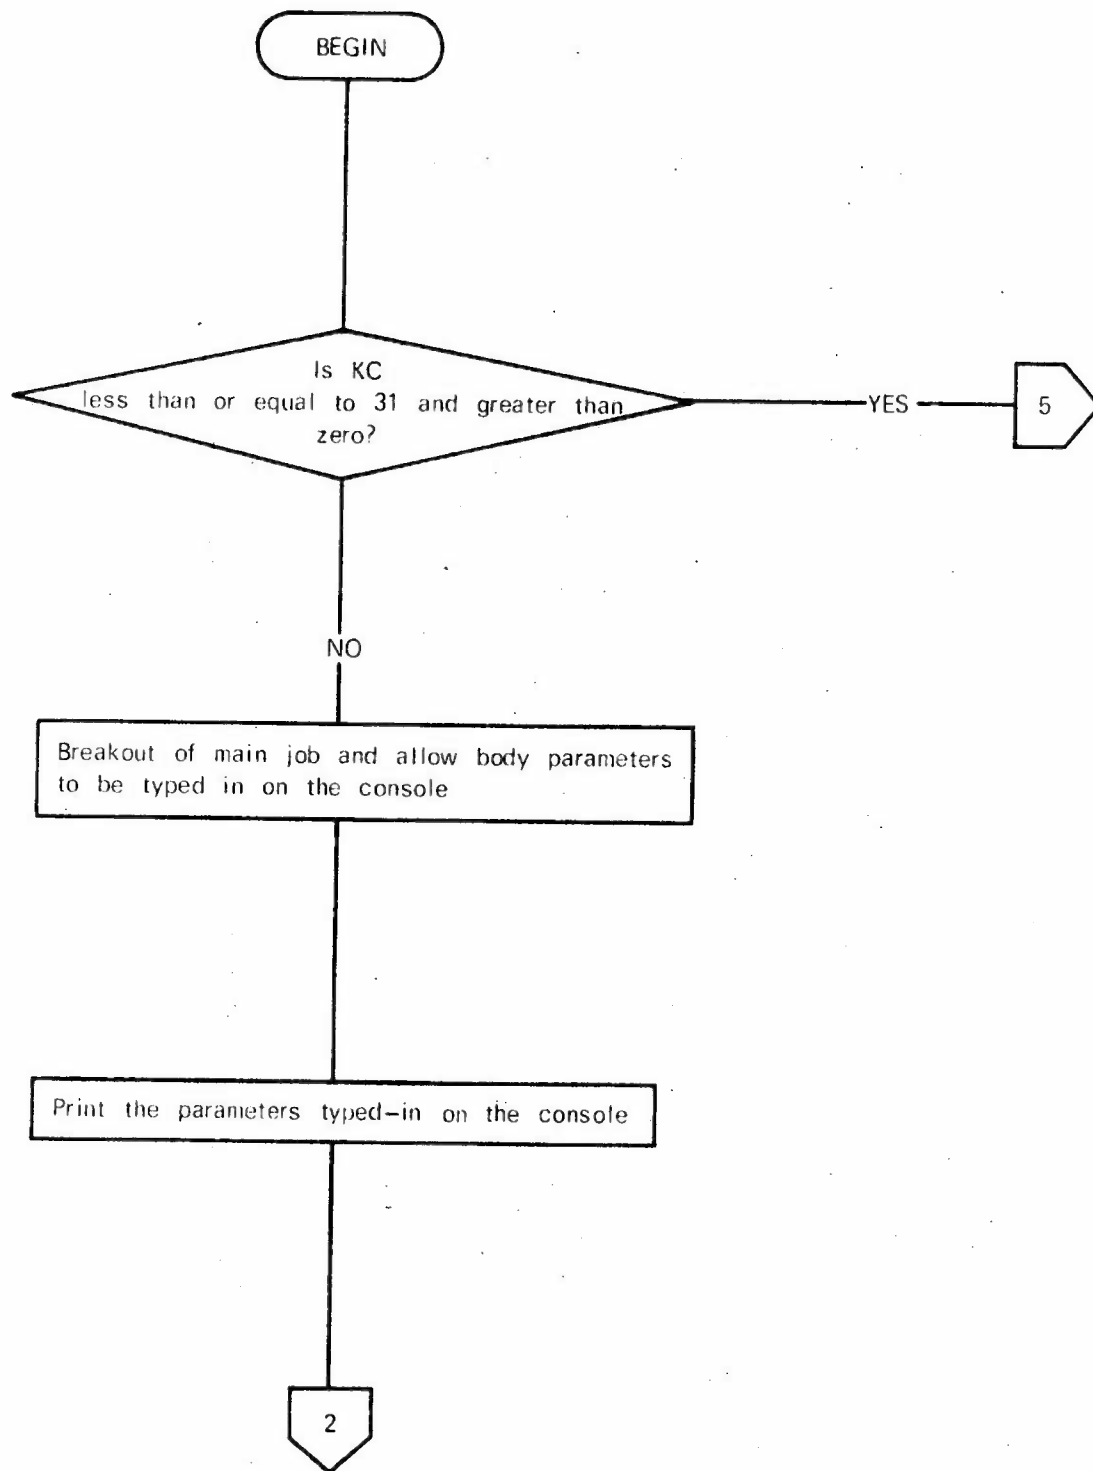 BEGIN
Is KC
less than or equal to 31 and greater than
zero?
YES
5
NO
Breakout of main job and allow body parameters
to be typed in on the console
Print the parameters typed-in on the console
2